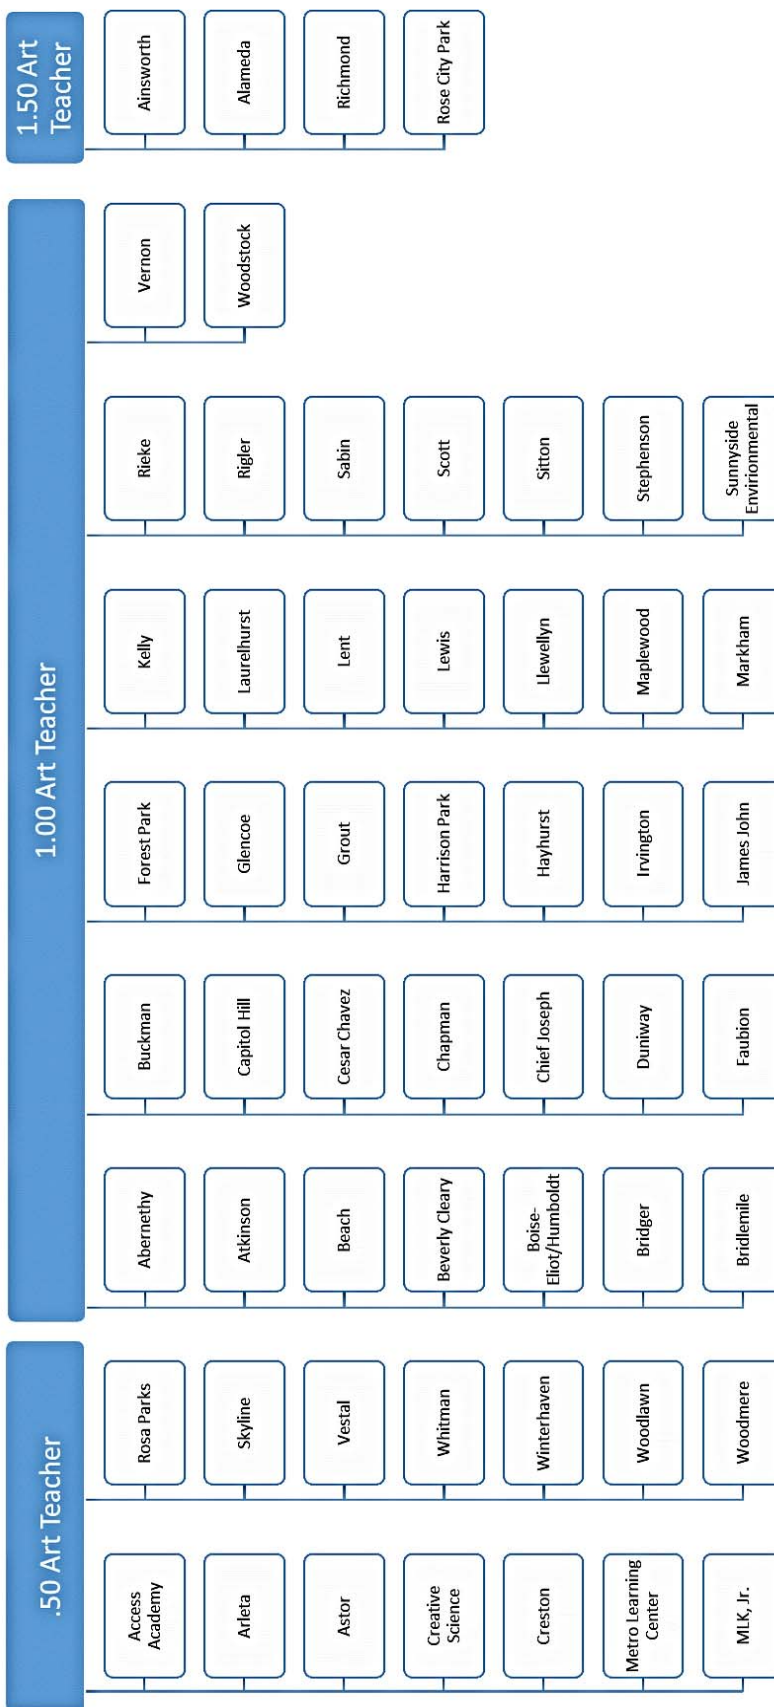 .50 Art Teacher
Access
Academy
Arleta
Astor
Creative
Science
Creston
Metro Learning
Center
MLK, Jr.
Rosa Parks
Skyline
Vestal
Whitman
Winterhaven
Woodlawn
Woodmere
1.00 Art Teacher
Abernethy
Atkinson
Beach
Beverly Cleary
Boise-
Eliot/Humboldt
Bridger
Bridlemile
Buckman
Capitol Hill
Cesar Chavez
Chapman
Chief Joseph
Duniway
Faubion
Forest Park
Glencoe
Grout
Harrison Park
Hayhurst
Irvington
James John
Kelly
Laurelhurst
Lent
Lewis
Llewellyn
Maplewood
Markham
Rieke
Rigler
Sabin
Scott
Sitton
Stephenson
Sunnyside
Envirionmental
Vernon
Woodstock
1.50 Art
Teacher
Ainsworth
Alameda
Richmond
Rose City Park